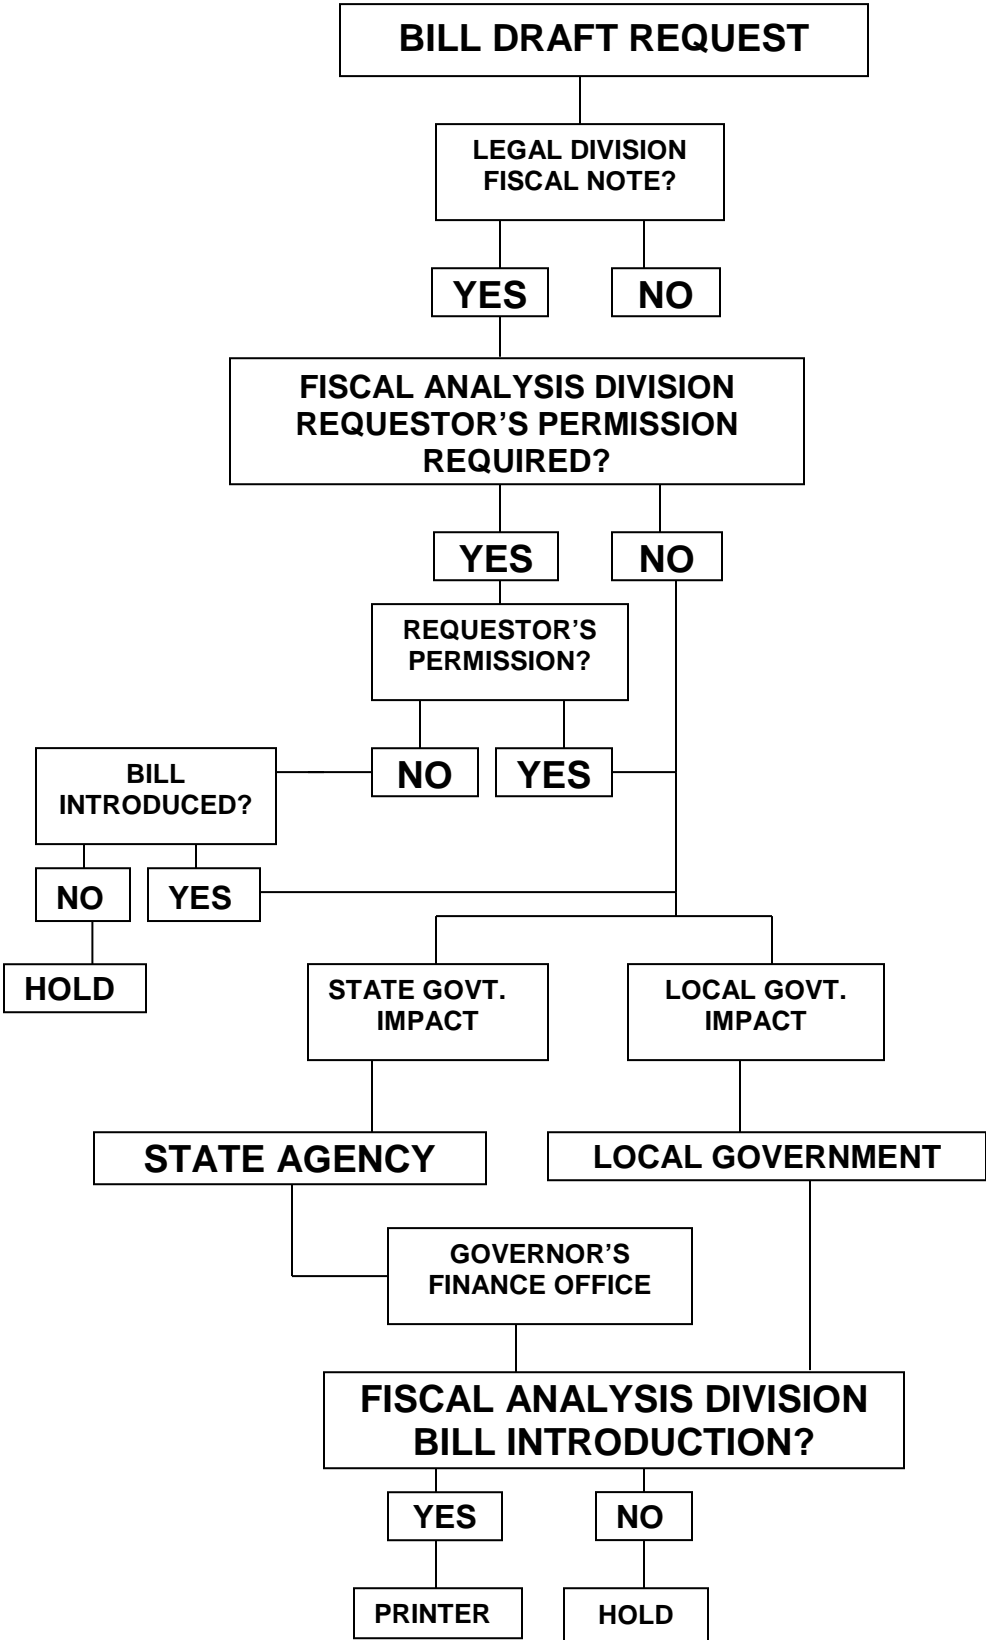 BILL DRAFT REQUEST
LEGAL DIVISION
FISCAL NOTE?
YES
NO
FISCAL ANALYSIS DIVISION
REQUESTOR’S PERMISSION
REQUIRED?
YES
NO
REQUESTOR’S
PERMISSION?
NO
YES
BILL
INTRODUCED?
NO
YES
HOLD
STATE GOVT.
IMPACT
LOCAL GOVT.
IMPACT
STATE AGENCY
LOCAL GOVERNMENT
GOVERNOR’S
FINANCE OFFICE
FISCAL ANALYSIS DIVISION
BILL INTRODUCTION?
YES
NO
PRINTER
HOLD